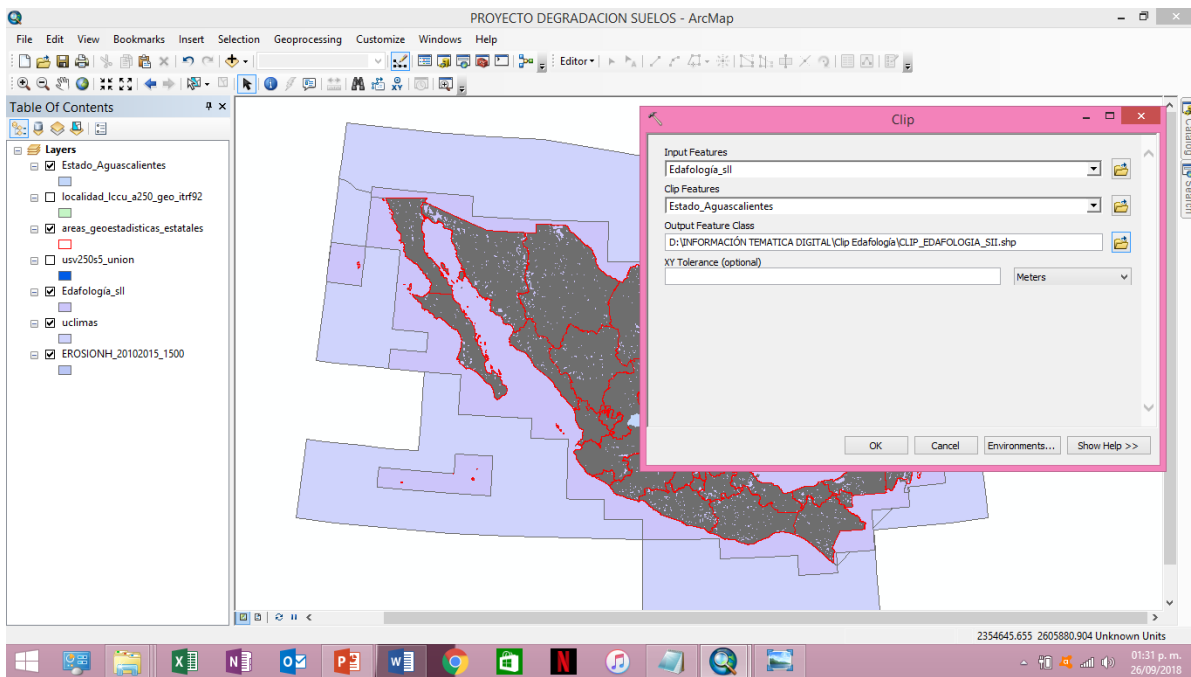 PROYECTO DEGRADACION SUELOS - ArcMap
File Edit View Bookmarks Insert Selection Geoprocessing Customize Windows Help
Editor
Table Of Contents
Layers
Estado_Aguascalientes
localidad_lccu_a250_geo_itrf92
areas_geoestadisticas_estatales
usv250s5_union
Edafología_sII
uclimas
EROSIONH_20102015_1500
Clip
Input Features
Edafología_sII
Clip Features
Estado_Aguascalientes
Output Feature Class
D:\INFORMACIÓN TEMATICA DIGITAL\Clip Edafología\CLIP_EDAFOLOGIA_SII.shp
XY Tolerance (optional)
Meters
OK Cancel Environments... Show Help >>
Catalog
Search
2354645.655 2605880.904 Unknown Units
01:31 p. m.
26/09/2018